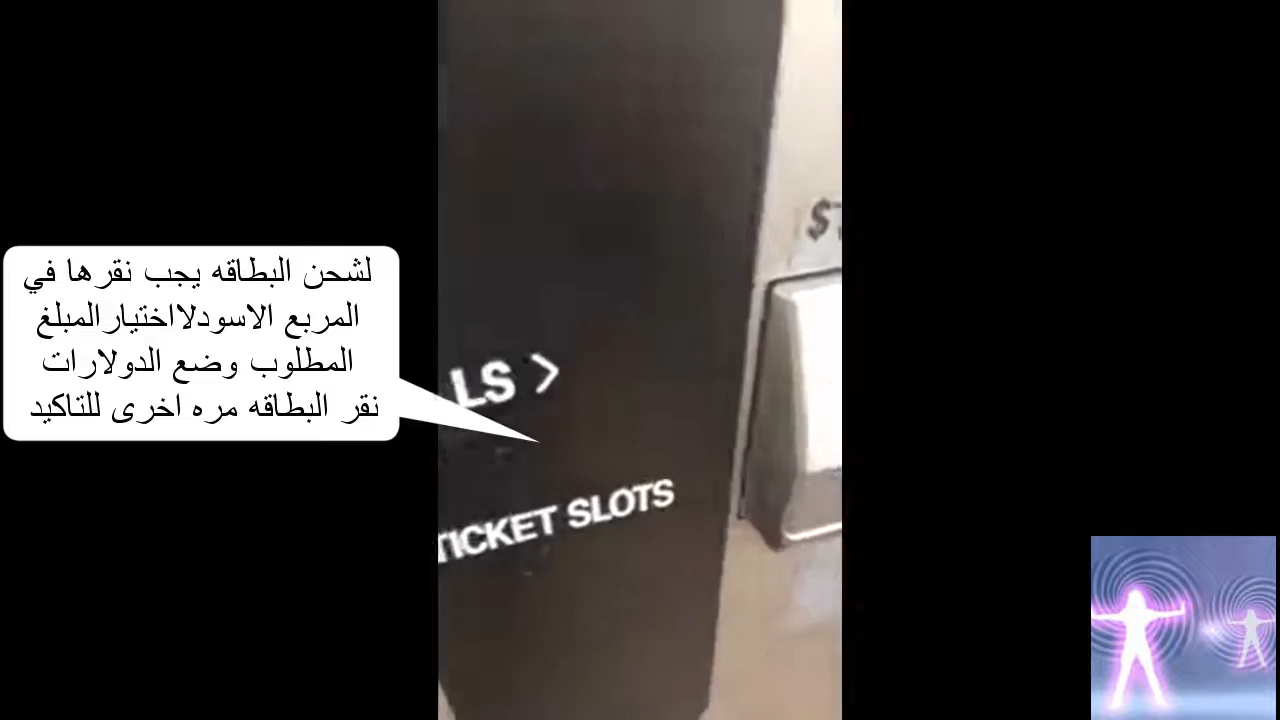 لشحن البطاقه يجب نقرها في
المربع الاسودلااختيارالمبلغ
المطلوب وضع الدولارات
نقر البطاقه مره اخرى للتاكيد
LS >
TICKET SLOTS
$